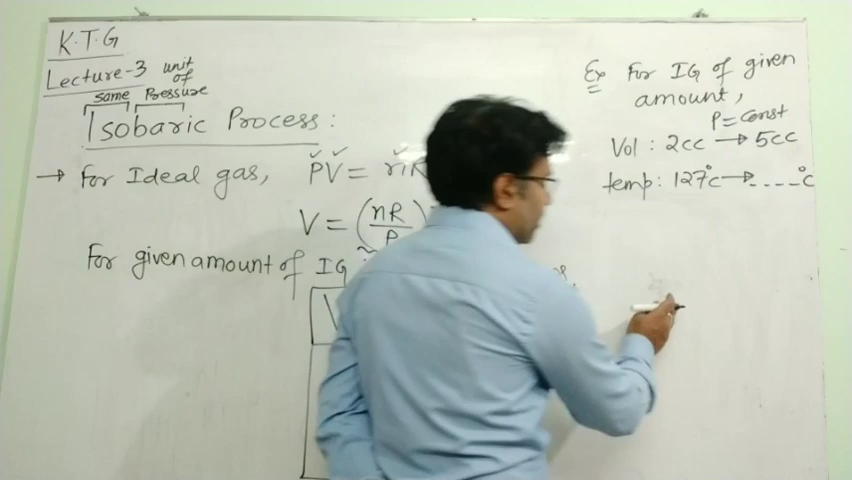 K.T.G
Lecture-3
same
unit
of
Pressure
Isobaric Process:
→ For Ideal gas, PV = nR
V = (nR
For given amount of IG
V
Ex For IG of given
amount,
P = const
Vol : 2cc → 5cc
temp: 127°c → ----°c